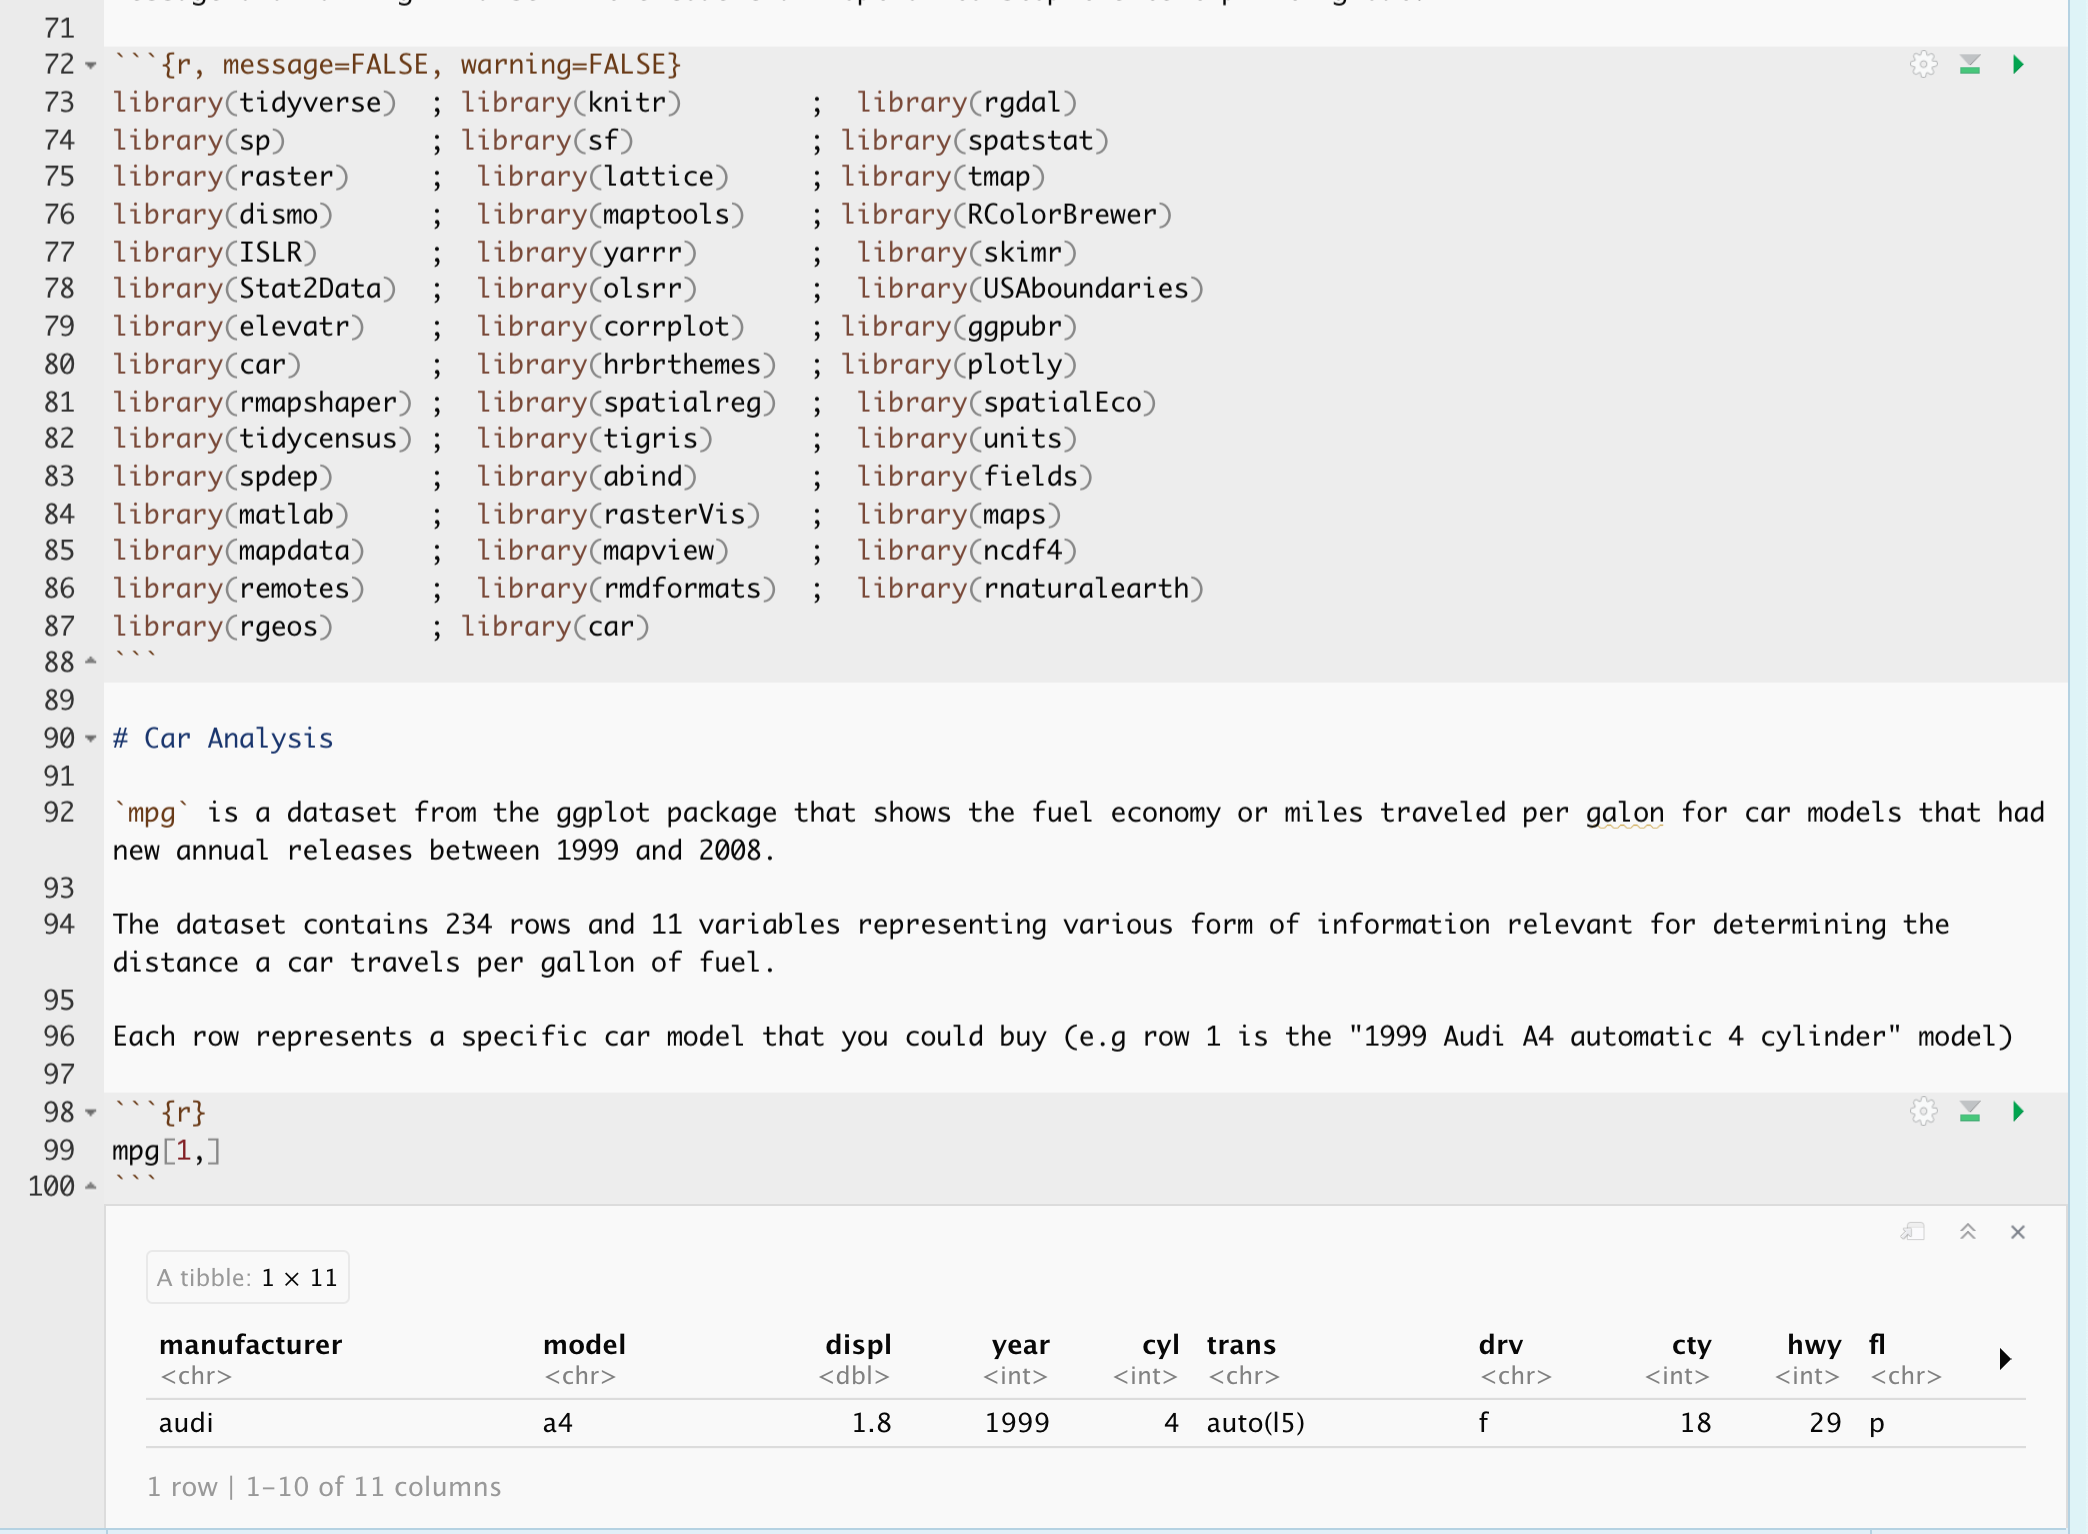 71
72 ```{r, message=FALSE, warning=FALSE}
73 library(tidyverse) ; library(knitr) ; library(rgdal)
74 library(sp) ; library(sf) ; library(spatstat)
75 library(raster) ; library(lattice) ; library(tmap)
76 library(dismo) ; library(maptools) ; library(RColorBrewer)
77 library(ISLR) ; library(yarrr) ; library(skimr)
78 library(Stat2Data) ; library(olsrr) ; library(USAboundaries)
79 library(elevatr) ; library(corrplot) ; library(ggpubr)
80 library(car) ; library(hrbrthemes) ; library(plotly)
81 library(rmapshaper) ; library(spatialreg) ; library(spatialEco)
82 library(tidycensus) ; library(tigris) ; library(units)
83 library(spdep) ; library(abind) ; library(fields)
84 library(matlab) ; library(rasterVis) ; library(maps)
85 library(mapdata) ; library(mapview) ; library(ncdf4)
86 library(remotes) ; library(rmdformats) ; library(rnaturalearth)
87 library(rgeos) ; library(car)
88 ```
89
90 # Car Analysis
91
92 `mpg` is a dataset from the ggplot package that shows the fuel economy or miles traveled per galon for car models that had
new annual releases between 1999 and 2008.
93
94 The dataset contains 234 rows and 11 variables representing various form of information relevant for determining the
distance a car travels per gallon of fuel.
95
96 Each row represents a specific car model that you could buy (e.g row 1 is the "1999 Audi A4 automatic 4 cylinder" model)
97
98 ```{r}
99 mpg[1,]
100 ```
A tibble: 1 × 11
manufacturer model displ year cyl trans drv cty hwy fl
<chr> <chr> <dbl> <int> <int> <chr> <chr> <int> <int> <chr>
audi a4 1.8 1999 4 auto(l5) f 18 29 p
1 row | 1-10 of 11 columns